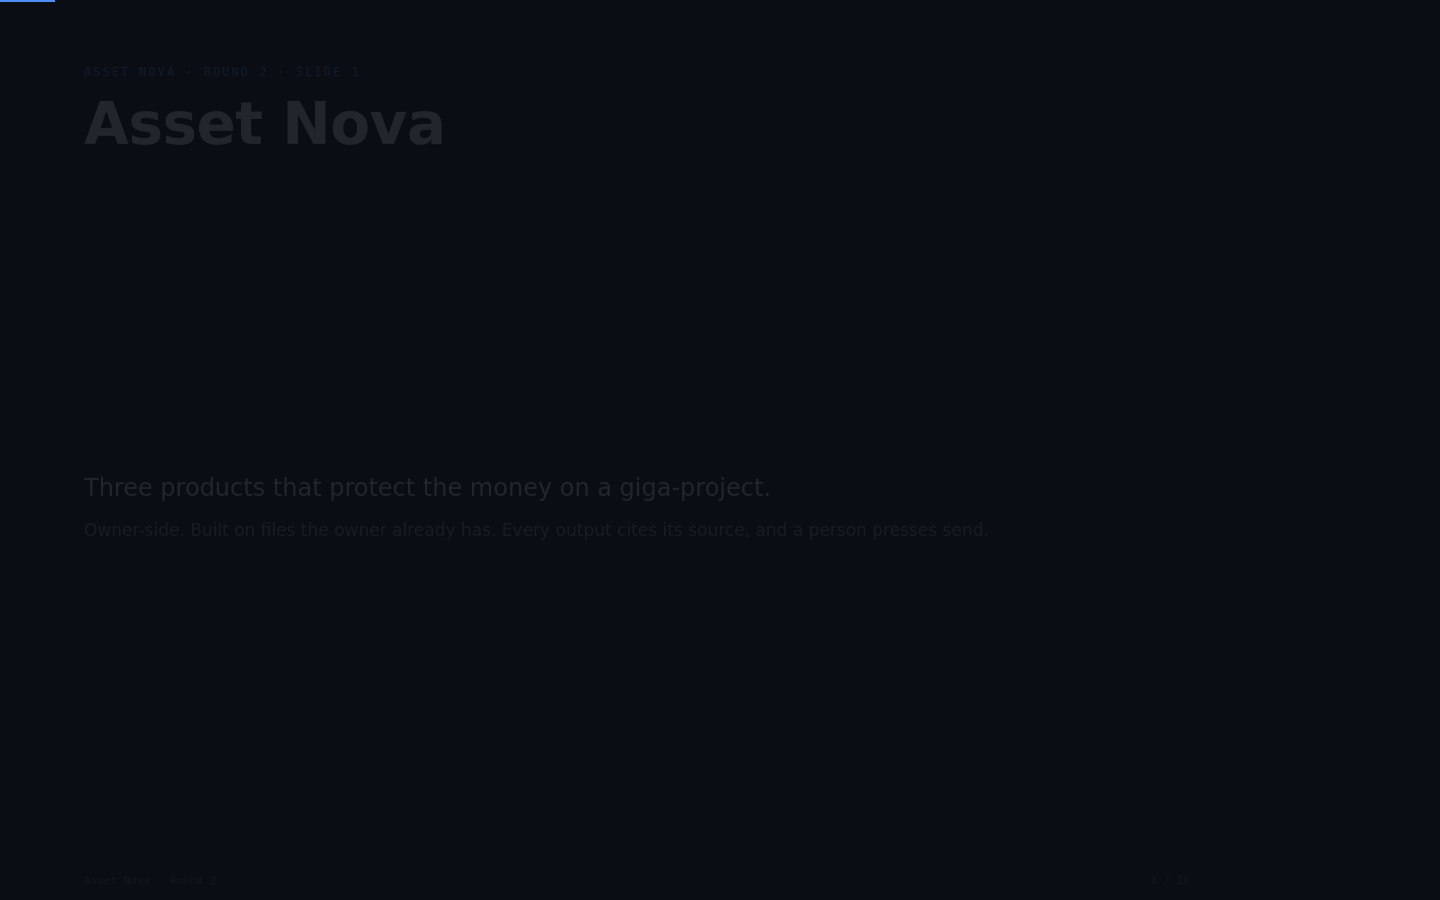 ASSET NOVA · ROUND 2 · SLIDE 1
Asset Nova
Three products that protect the money on a giga-project.
Owner-side. Built on files the owner already has. Every output cites its source, and a person presses send.
Asset Nova · Round 2